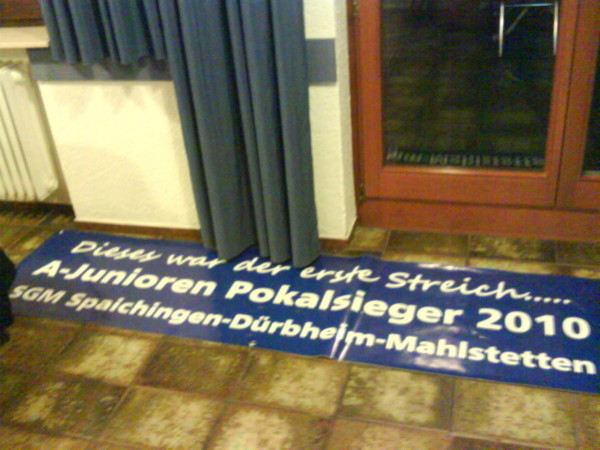 Dieses war der erste Streich.....
A-Junioren Pokalsieger 2010
SGM Spaichingen-Dürbheim-Mahlstetten